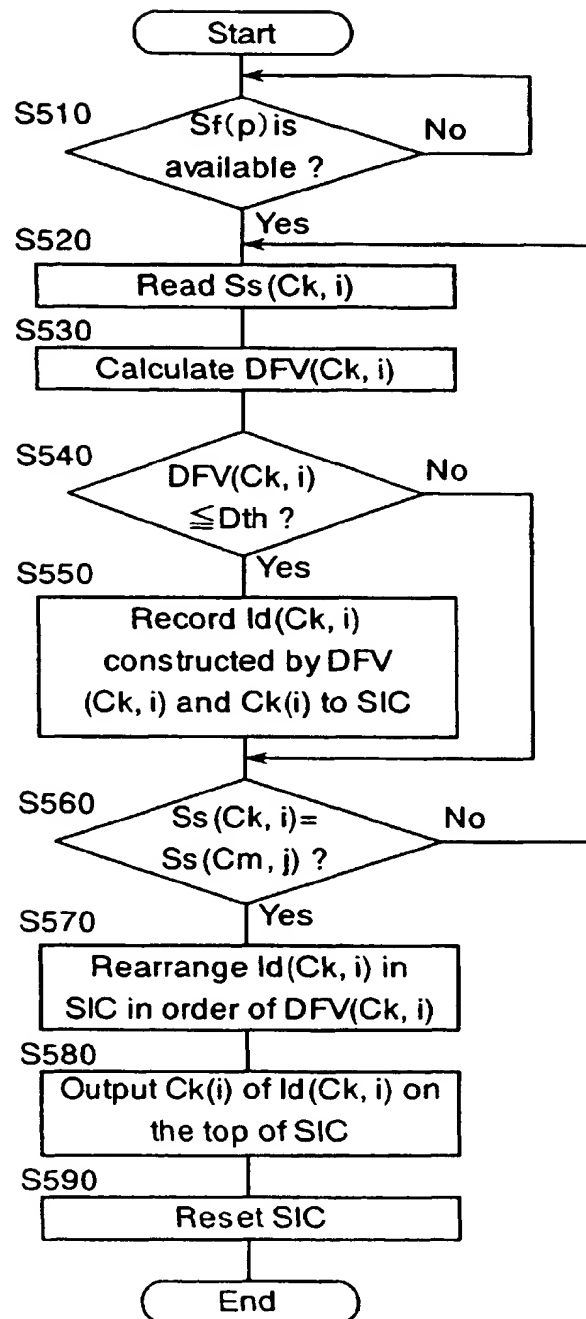 Start
S510
Sf(p) is
available ?
No
Yes
S520
Read Ss(Ck, i)
S530
Calculate DFV(Ck, i)
S540
DFV(Ck, i)
≦Dth ?
No
Yes
S550
Record Id(Ck, i)
constructed by DFV
(Ck, i) and Ck(i) to SIC
S560
Ss(Ck, i)=
Ss(Cm, j) ?
No
Yes
S570
Rearrange Id(Ck, i) in
SIC in order of DFV(Ck, i)
S580
Output Ck(i) of Id(Ck, i) on
the top of SIC
S590
Reset SIC
End